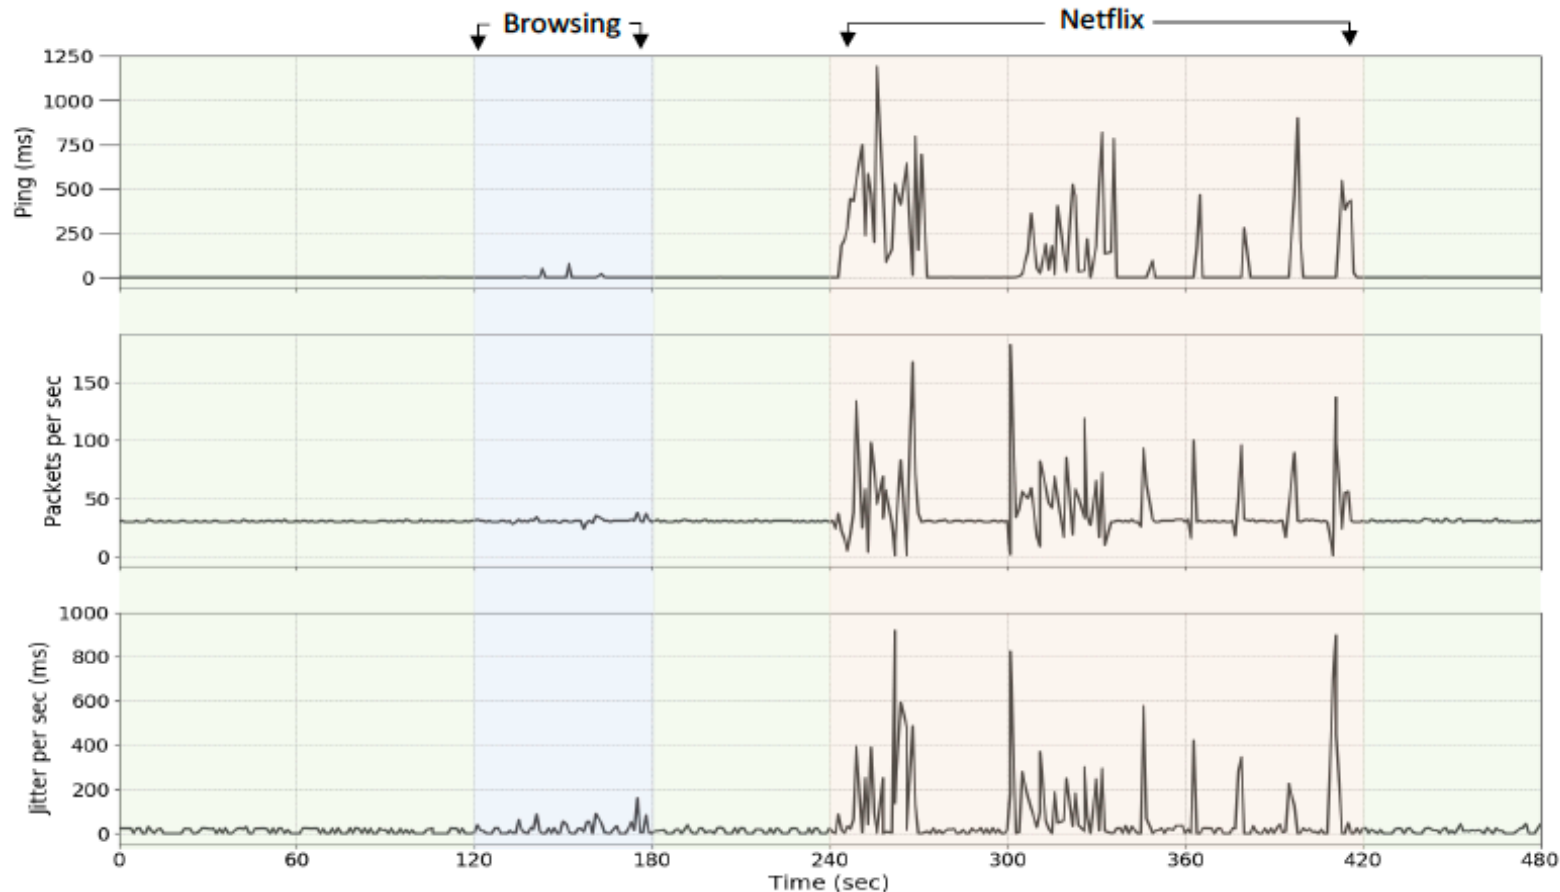 Browsing
Netflix
1250
1000
750
500
250
0
Ping (ms)
150
100
50
0
Packets per sec
1000
800
600
400
200
0
Jitter per sec (ms)
0 60 120 180 240 300 360 420 480
Time (sec)